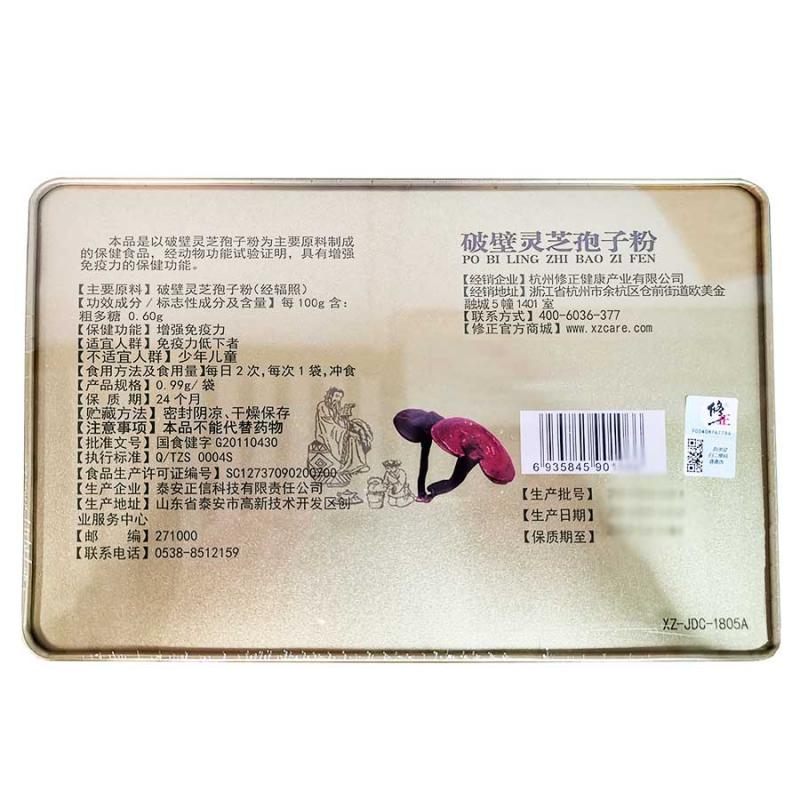 本品是以破壁灵芝孢子粉为主要原料制成
的保健食品，经动物功能试验证明，具有增强
免疫力的保健功能。
【主要原料】破壁灵芝孢子粉(经辐照)
【功效成分/标志性成分及含量】每100g含：
粗多糖 0.60g
【保健功能】增强免疫力
【适宜人群】免疫力低下者
【不适宜人群】少年儿童
【食用方法及食用量】每日2次,每次1袋,冲食
【产品规格】0.99g/袋
【保 质 期】24个月
【贮藏方法】密封阴凉、干燥保存
【注意事项】本品不能代替药物
【批准文号】国食健字G20110430
【执行标准】Q/TZS 0004S
【食品生产许可证编号】SC12737090200700
【生产企业】泰安正信科技有限责任公司
【生产地址】山东省泰安市高新技术开发区创
业服务中心
【邮 编】271000
【联系电话】0538-8512159
破壁灵芝孢子粉
PO BI LING ZHI BAO ZI FEN
【经销企业】杭州修正健康产业有限公司
【经销地址】浙江省杭州市余杭区仓前街道欧美金
融城5幢1401室
【联系方式】400-6036-377
【修正官方商城】www.xzcare.com
6 935845 90
修正
【生产批号】
【生产日期】
【保质期至】
XZ-JDC-1805A